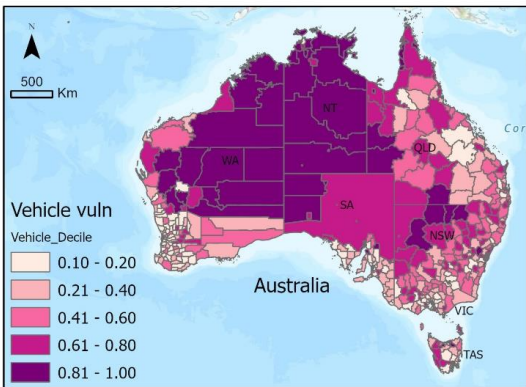 N
500
Km
NT
Cor
QLD
WA
SA
NSW
Vehicle vuln
Vehicle_Decile
0.10 - 0.20
0.21 - 0.40
0.41 - 0.60
0.61 - 0.80
0.81 - 1.00
Australia
VIC
TAS